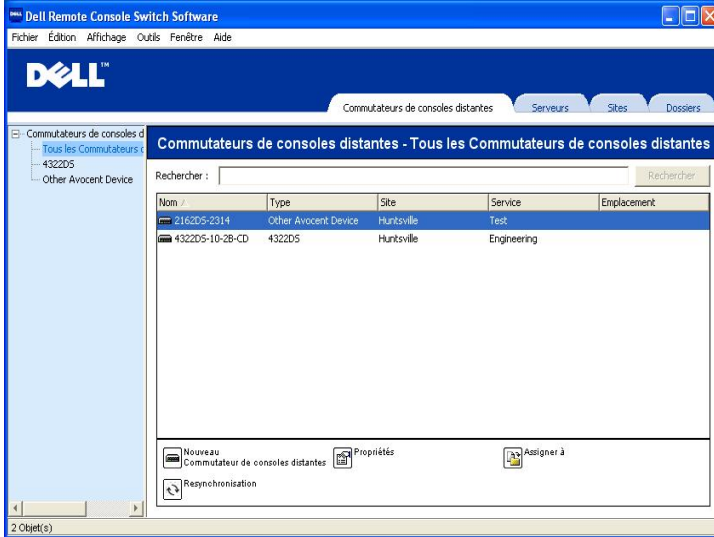 Dell Remote Console Switch Software
Fichier Édition Affichage Outils Fenêtre Aide
DELL™
Commutateurs de consoles distantes Serveurs Sites Dossiers
Commutateurs de consoles d
Tous les Commutateurs
4322DS
Other Avocent Device
Commutateurs de consoles distantes - Tous les Commutateurs de consoles distantes
Rechercher : Rechercher
Nom Type Site Service Emplacement
2162DS-2314 Other Avocent Device Huntsville Test
4322DS-10-2B-CD 4322DS Huntsville Engineering
Nouveau
Commutateur de consoles distantes
Propriétés
Assigner à
Resynchronisation
2 Objet(s)